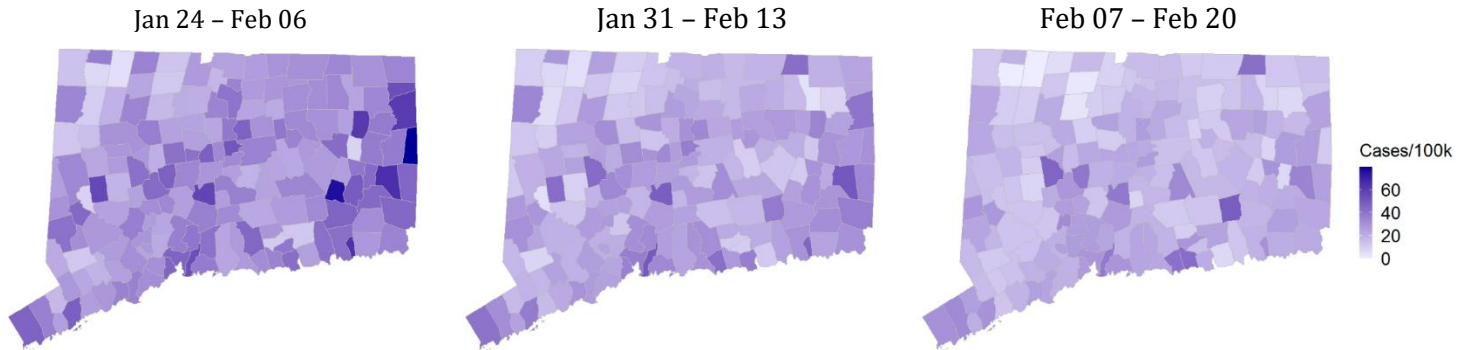 Jan 24 – Feb 06
Jan 31 – Feb 13
Feb 07 – Feb 20
Cases/100k
60
40
20
0